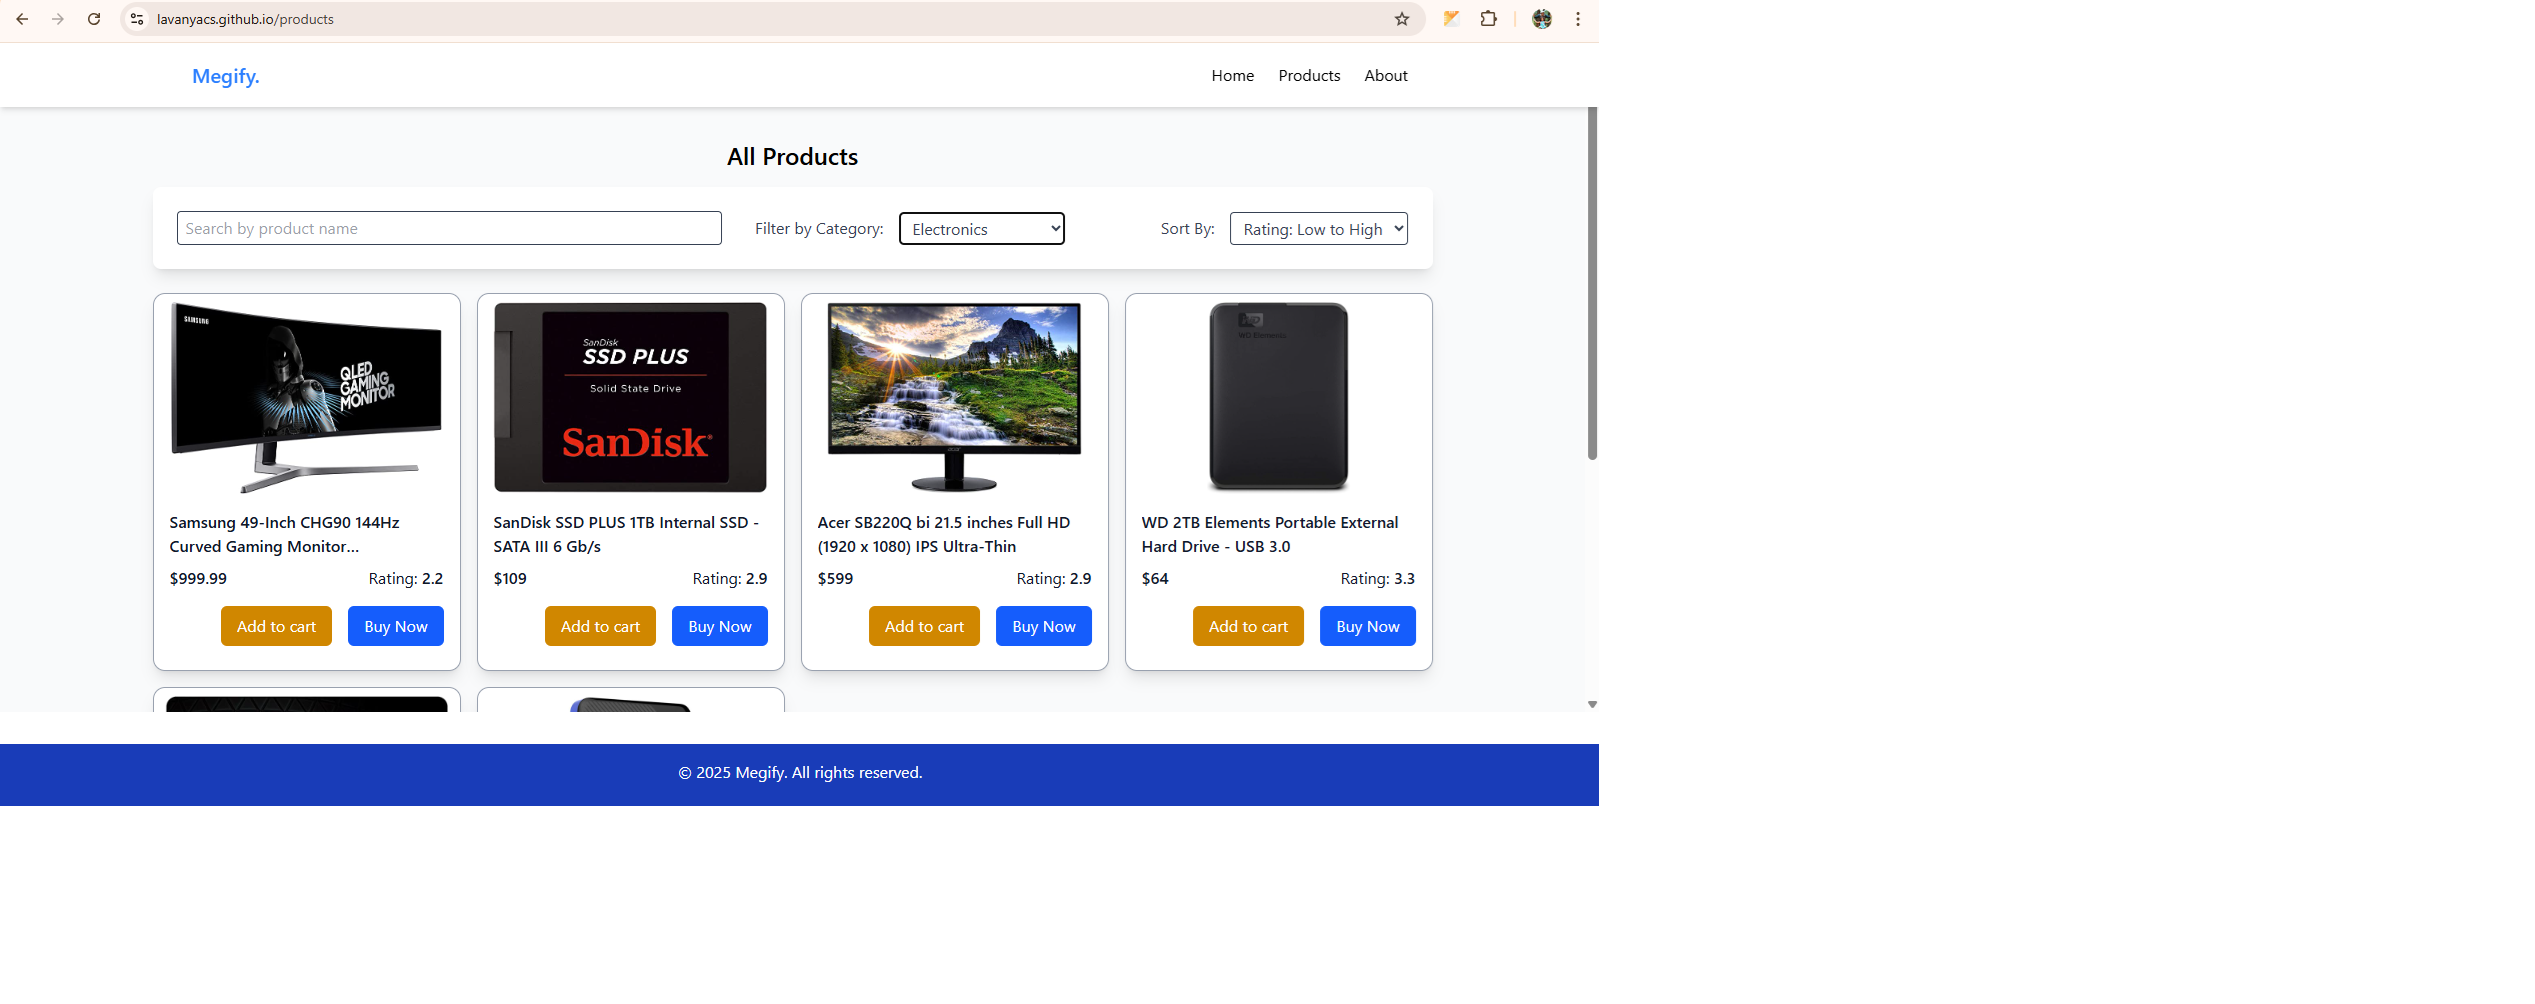 lavanyacs.github.io/products
Megify.
Home Products About
All Products
Search by product name
Filter by Category: Electronics
Sort By: Rating: Low to High
SAMSUNG
QLED
GAMING
MONITOR
SanDisk
SSD PLUS
Solid State Drive
SanDisk
acer
WD
WD Elements
Samsung 49-Inch CHG90 144Hz
Curved Gaming Monitor...
$999.99 Rating: 2.2
Add to cart Buy Now
SanDisk SSD PLUS 1TB Internal SSD -
SATA III 6 Gb/s
$109 Rating: 2.9
Add to cart Buy Now
Acer SB220Q bi 21.5 inches Full HD
(1920 x 1080) IPS Ultra-Thin
$599 Rating: 2.9
Add to cart Buy Now
WD 2TB Elements Portable External
Hard Drive - USB 3.0
$64 Rating: 3.3
Add to cart Buy Now
© 2025 Megify. All rights reserved.